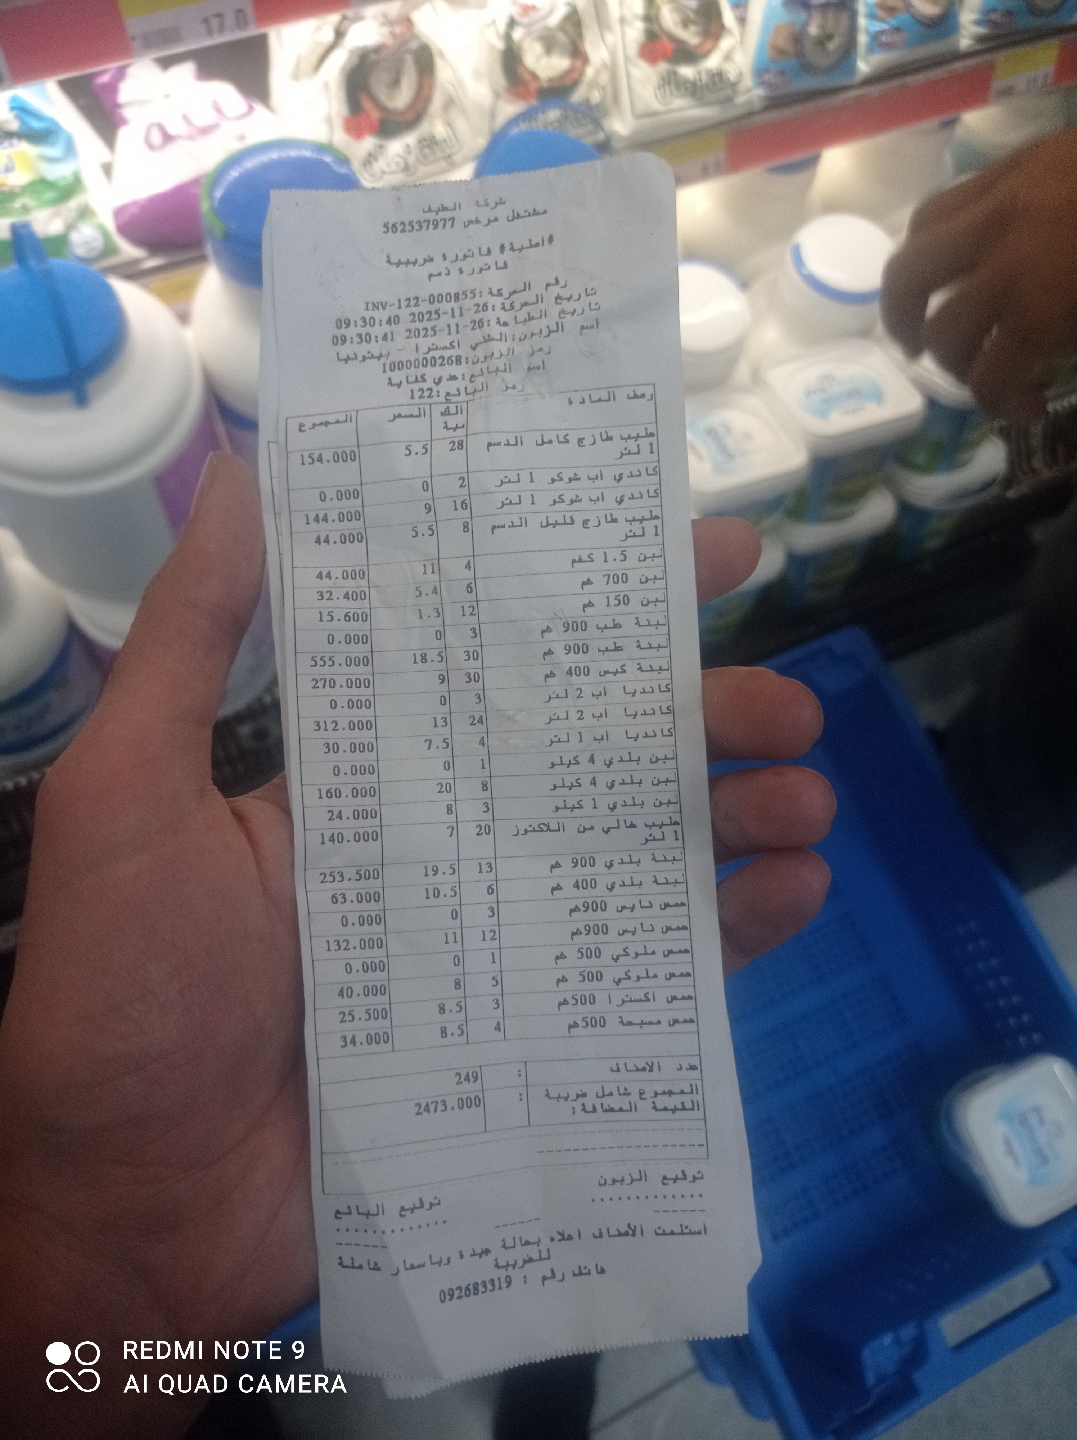 17.0
شركة الطيف
مشتغل مرخص 562537977
#اصلية# فاتورة ضريبية
فاتورة ذمم
رقم الحركة:INV-122-000855
تاريخ الحركة:26-11-2025 09:30:40
تاريخ الطباعة:26-11-2025 09:30:41
اسم الزبون: اكسترا - بيتونيا
رمز الزبون:1000000268
اسم البائع:عدي كفاية
رمز البائع:122
وصف المادة الكمية السعر المجموع
حليب طازج كامل الدسم 1 لتر 28 5.5 154.000
كاندي اب شوكو 1 لتر 2 0 0.000
كاندي اب شوكو 1 لتر 16 9 144.000
حليب طازج قليل الدسم 1 لتر 8 5.5 44.000
لبن 1.5 كغم 4 11 44.000
لبن 700 غم 6 5.4 32.400
لبن 150 غم 12 1.3 15.600
لبنة علب 900 غم 3 0 0.000
لبنة علب 900 غم 30 18.5 555.000
لبنة كيس 400 غم 30 9 270.000
كانديا اب 2 لتر 3 0 0.000
كانديا اب 2 لتر 24 13 312.000
كانديا اب 1 لتر 4 7.5 30.000
لبن بلدي 4 كيلو 1 0 0.000
لبن بلدي 4 كيلو 8 20 160.000
لبن بلدي 1 كيلو 3 8 24.000
حليب خالي من اللاكتوز 1 لتر 20 7 140.000
لبنة بلدي 900 غم 13 19.5 253.500
لبنة بلدي 400 غم 6 10.5 63.000
حمص نايس 900غم 3 0 0.000
حمص نايس 900غم 12 11 132.000
حمص ملوكي 500 غم 1 0 0.000
حمص ملوكي 500 غم 5 8 40.000
حمص اكسترا 500غم 3 8.5 25.500
حمص مسبحة 500غم 4 8.5 34.000
عدد الاصناف : 249
المجموع شامل ضريبة القيمة المضافة: : 2473.000
توقيع الزبون توقيع البائع
استلمت الأصناف اعلاه بحالة جيدة وباسعار شاملة
للضريبة
هاتف رقم : 092683319
REDMI NOTE 9
AI QUAD CAMERA